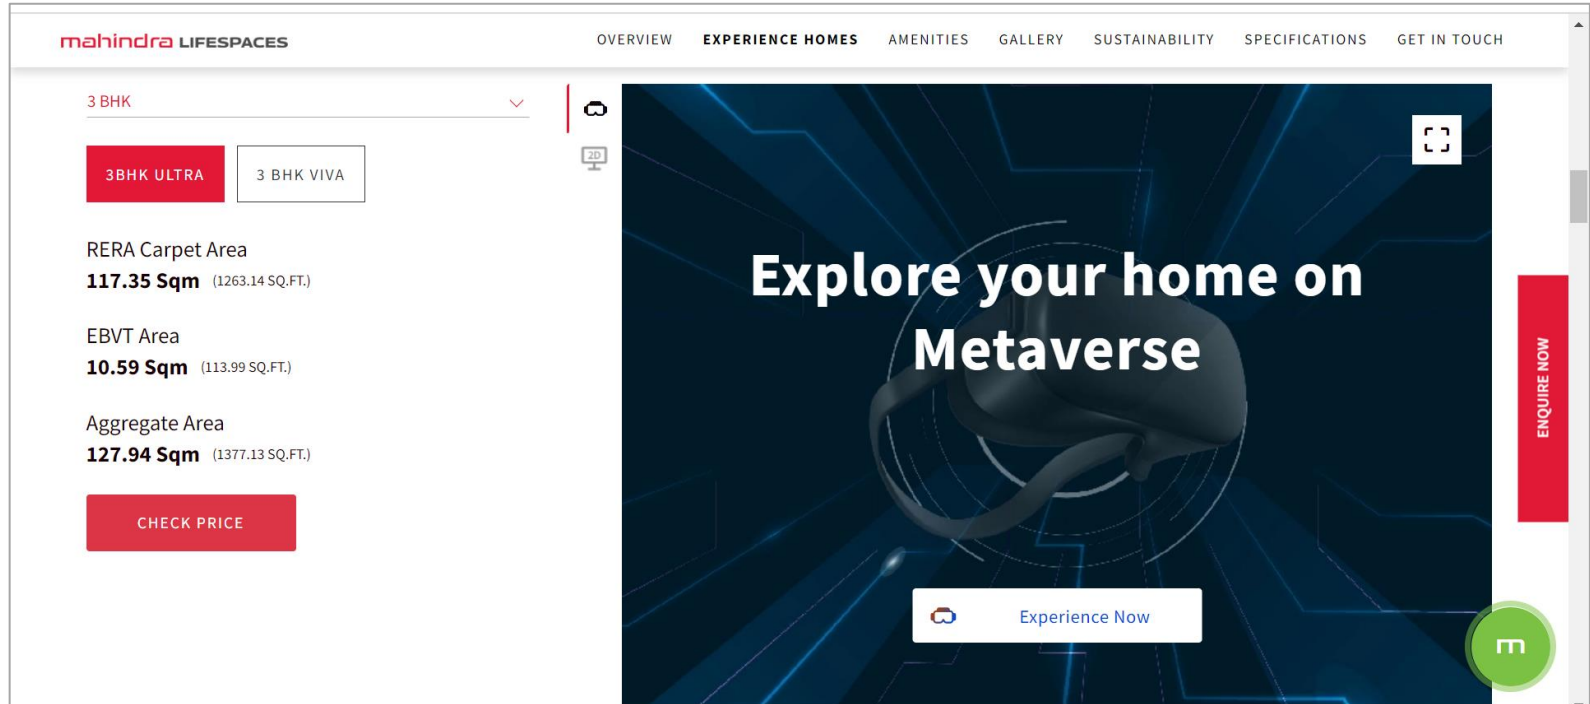 mahindra LIFESPACES
OVERVIEW EXPERIENCE HOMES AMENITIES GALLERY SUSTAINABILITY SPECIFICATIONS GET IN TOUCH
3 BHK
3BHK ULTRA
3 BHK VIVA
RERA Carpet Area
117.35 Sqm (1263.14 SQ.FT.)
EBVT Area
10.59 Sqm (113.99 SQ.FT.)
Aggregate Area
127.94 Sqm (1377.13 SQ.FT.)
CHECK PRICE
2D
Explore your home on
Metaverse
Experience Now
ENQUIRE NOW
m